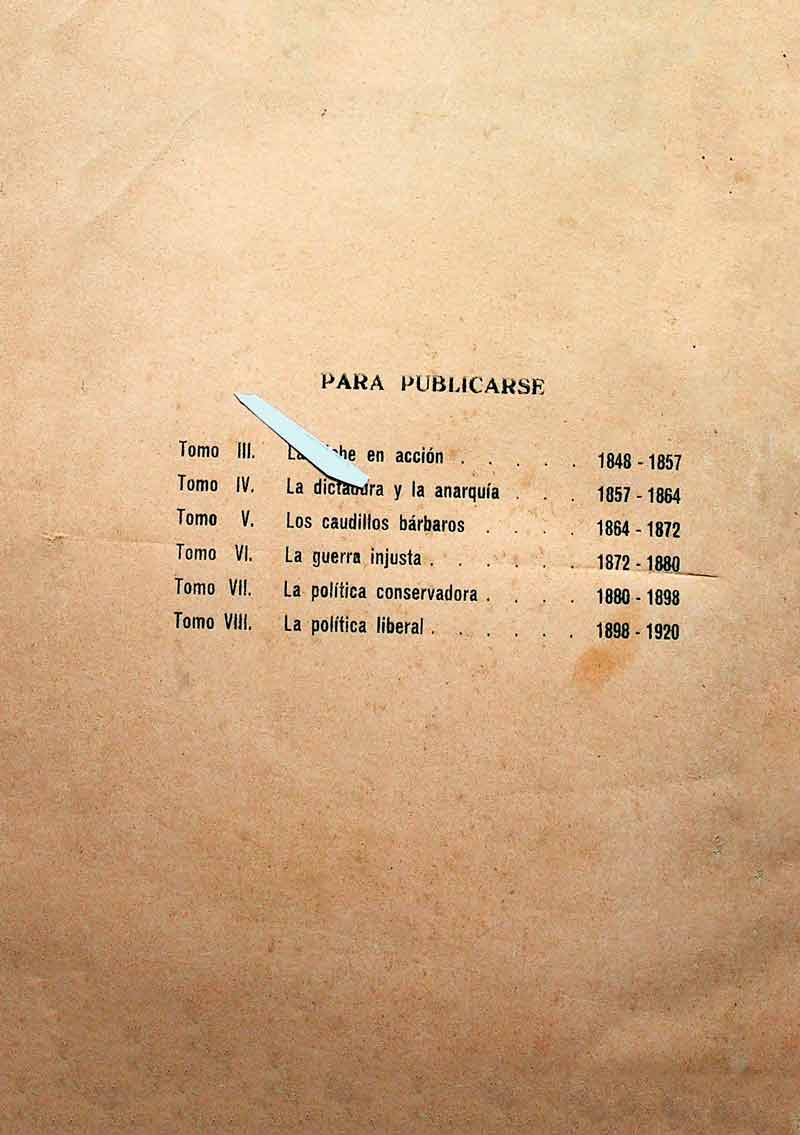 PARA PUBLICARSE
Tomo III. La en acción . . . . . 1848 - 1857
Tomo IV. La dictadura y la anarquía . . . 1857 - 1864
Tomo V. Los caudillos bárbaros . . . . 1864 - 1872
Tomo VI. La guerra injusta . . . . . . 1872 - 1880
Tomo VII. La política conservadora . . . . 1880 - 1898
Tomo VIII. La política liberal . . . . . . 1898 - 1920